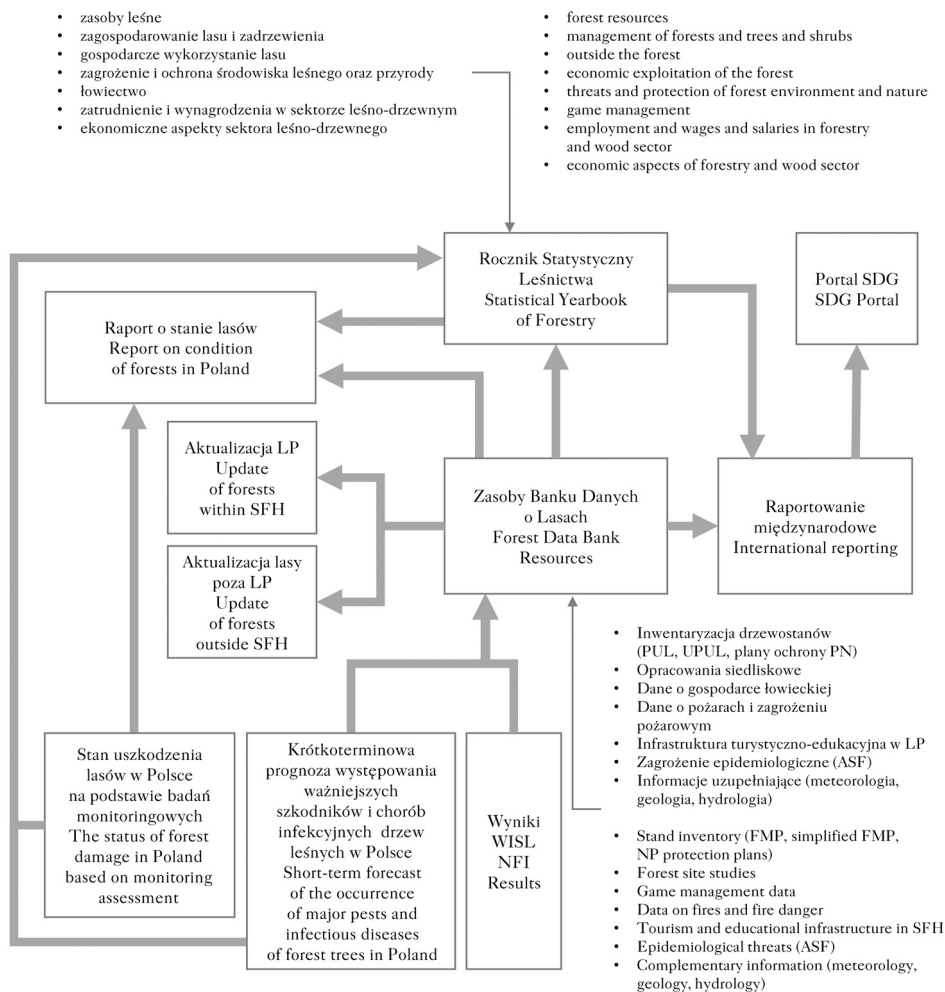 • zasoby leśne
• zagospodarowanie lasu i zadrzewienia
• gospodarcze wykorzystanie lasu
• zagrożenie i ochrona środowiska leśnego oraz przyrody
• łowiectwo
• zatrudnienie i wynagrodzenia w sektorze leśno-drzewnym
• ekonomiczne aspekty sektora leśno-drzewnego
• forest resources
• management of forests and trees and shrubs
• outside the forest
• economic exploitation of the forest
• threats and protection of forest environment and nature
• game management
• employment and wages and salaries in forestry
and wood sector
• economic aspects of forestry and wood sector
Rocznik Statystyczny
Leśnictwa
Statistical Yearbook
of Forestry
Portal SDG
SDG Portal
Raport o stanie lasów
Report on condition
of forests in Poland
Aktualizacja LP
Update
of forests
within SFH
Zasoby Banku Danych
o Lasach
Forest Data Bank
Resources
Raportowanie
międzynarodowe
International reporting
Aktualizacja lasy
poza LP
Update
of forests
outside SFH
• Inwentaryzacja drzewostanów
(PUL, UPUL, plany ochrony PN)
• Opracowania siedliskowe
• Dane o gospodarce łowieckiej
• Dane o pożarach i zagrożeniu
pożarowym
• Infrastruktura turystyczno-edukacyjna w LP
• Zagrożenie epidemiologiczne (ASF)
• Informacje uzupełniające (meteorologia,
geologia, hydrologia)
Stan uszkodzenia
lasów w Polsce
na podstawie badań
monitoringowych
The status of forest
damage in Poland
based on monitoring
assessment
Krótkoterminowa
prognoza występowania
ważniejszych
szkodników i chorób
infekcyjnych drzew
leśnych w Polsce
Short-term forecast
of the occurrence
of major pests and
infectious diseases
of forest trees in Poland
Wyniki
WISL
NFI
Results
• Stand inventory (FMP, simplified FMP,
NP protection plans)
• Forest site studies
• Game management data
• Data on fires and fire danger
• Tourism and educational infrastructure in SFH
• Epidemiological threats (ASF)
• Complementary information (meteorology,
geology, hydrology)